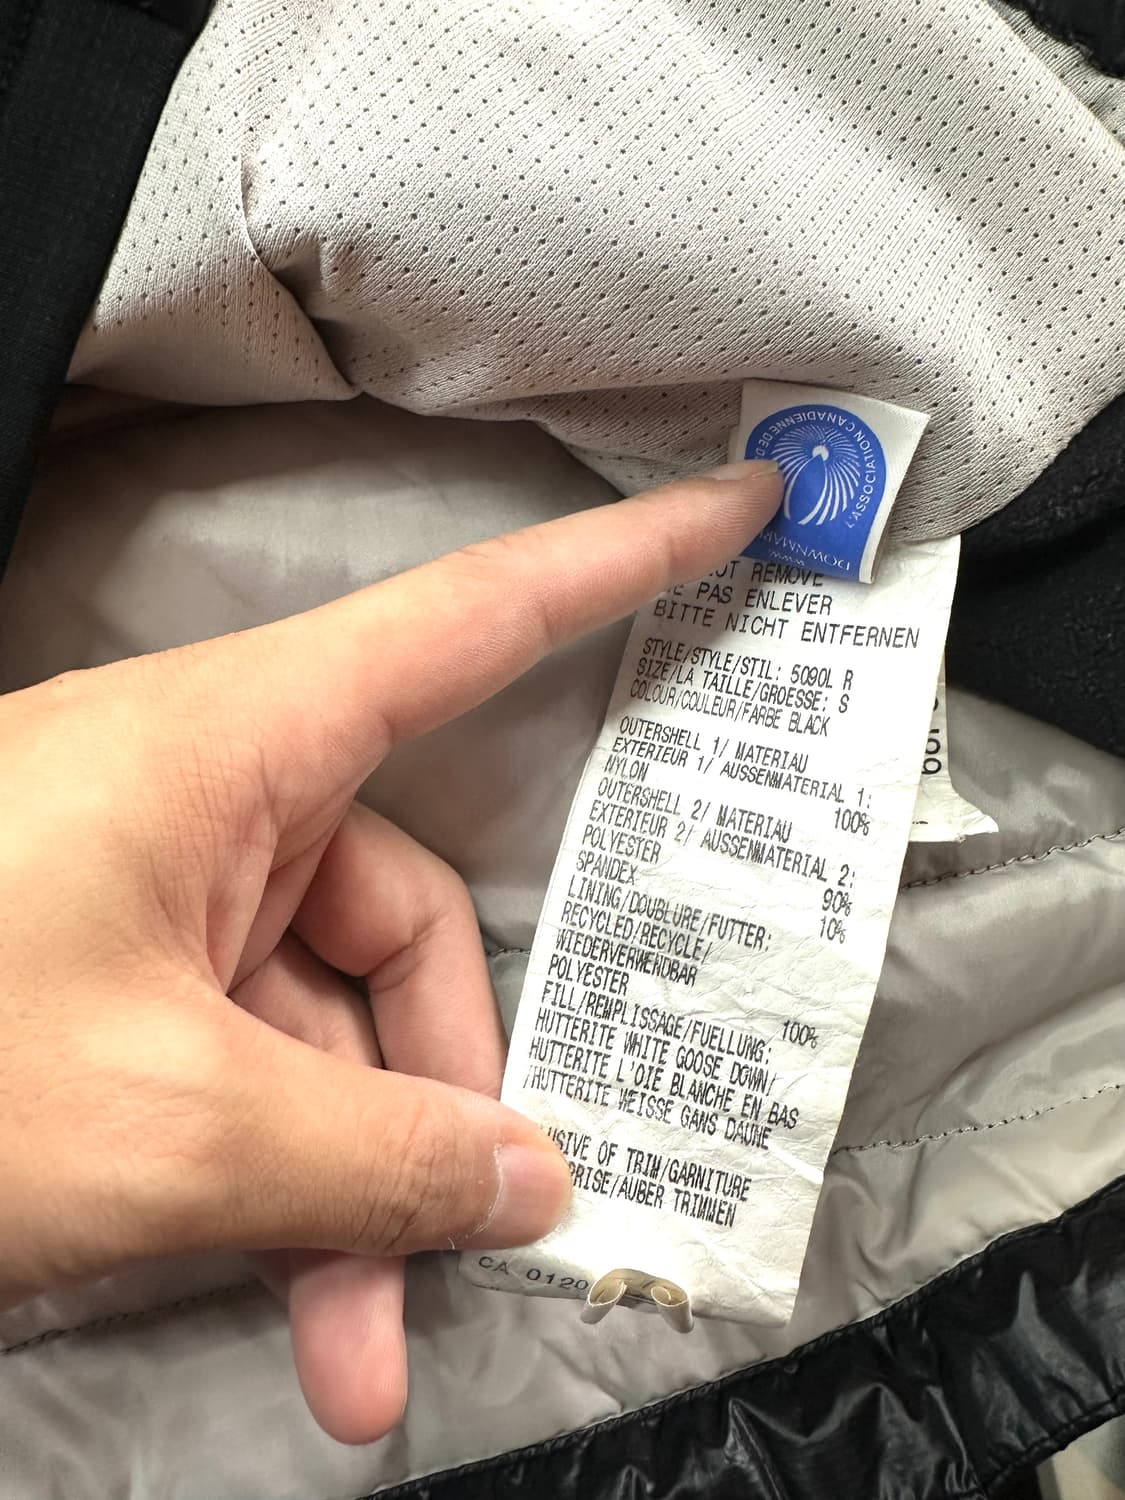 ASSOCIATION CANADIENNE DE
DOWNMARK
www.
REMOVE
PAS ENLEVER
BITTE NICHT ENTFERNEN
STYLE/STYLE/STIL: 5090L R
SIZE/LA TAILLE/GROESSE: S
COLOUR/COULEUR/FARBE BLACK
OUTERSHELL 1/ MATERIAU
EXTERIEUR 1/ AUSSENMATERIAL 1:
NYLON 100%
OUTERSHELL 2/ MATERIAU
EXTERIEUR 2/ AUSSENMATERIAL 2:
POLYESTER 90%
SPANDEX 10%
LINING/DOUBLURE/FUTTER:
RECYCLED/RECYCLE/
WIEDERVERWENDBAR
POLYESTER 100%
FILL/REMPLISSAGE/FUELLUNG:
HUTTERITE WHITE GOOSE DOWN/
HUTTERITE L'OIE BLANCHE EN BAS
/HUTTERITE WEISSE GANS DAUNE
OF TRIM/GARNITURE
/AUBER TRIMMEN
CA 0120